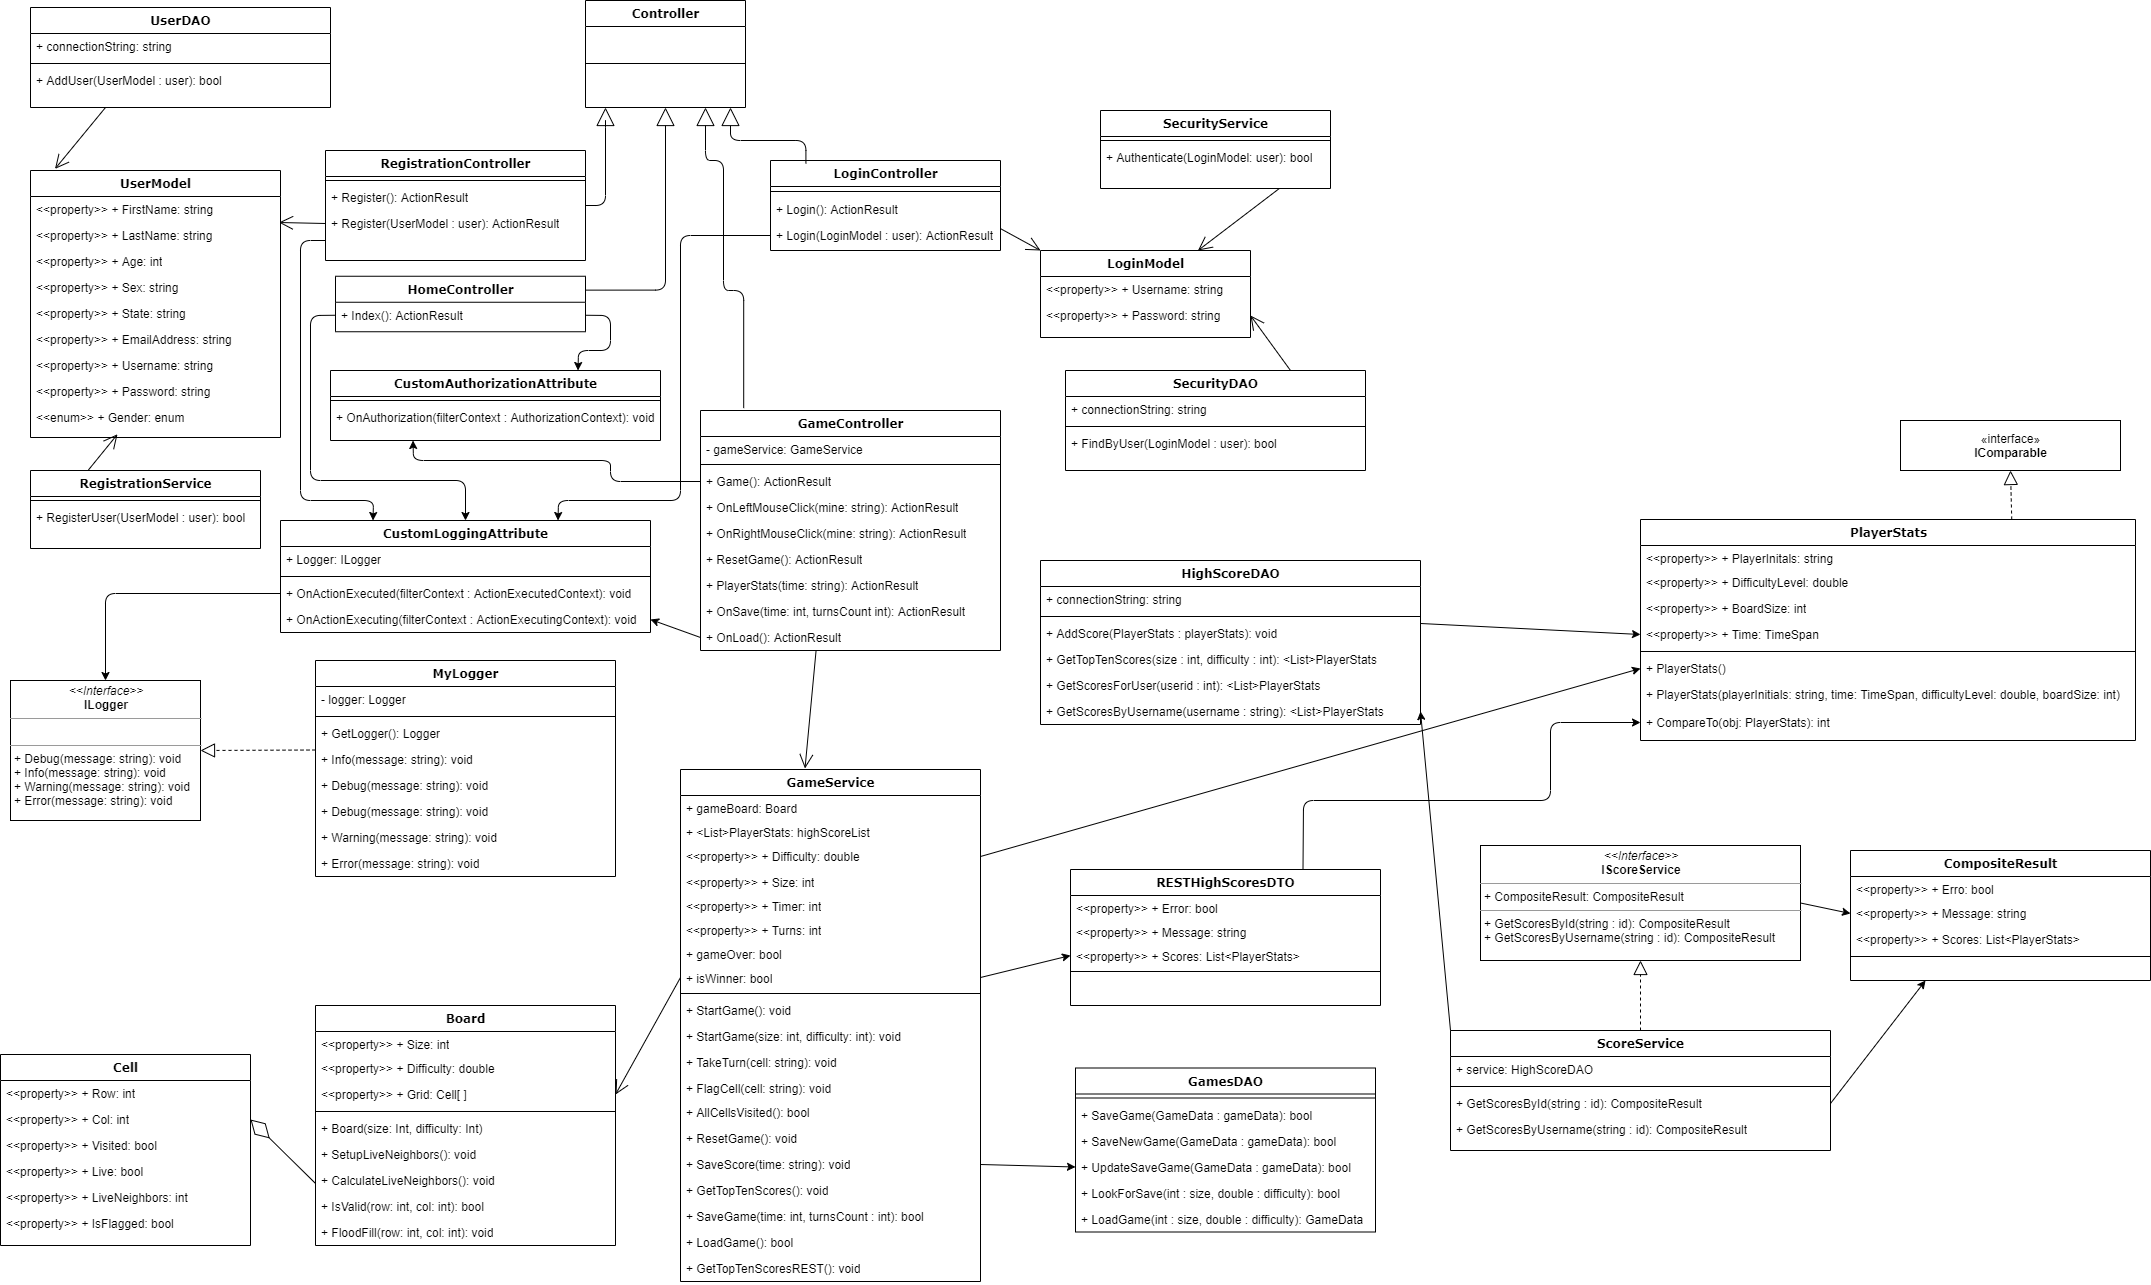 UserDAO
+ connectionString: string
+ AddUser(UserModel : user): bool
Controller
UserModel
<<property>> + FirstName: string
<<property>> + LastName: string
<<property>> + Age: int
<<property>> + Sex: string
<<property>> + State: string
<<property>> + EmailAddress: string
<<property>> + Username: string
<<property>> + Password: string
<<enum>> + Gender: enum
RegistrationController
+ Register(): ActionResult
+ Register(UserModel : user): ActionResult
LoginController
+ Login(): ActionResult
+ Login(LoginModel : user): ActionResult
SecurityService
+ Authenticate(LoginModel: user): bool
LoginModel
<<property>> + Username: string
<<property>> + Password: string
HomeController
+ Index(): ActionResult
CustomAuthorizationAttribute
+ OnAuthorization(filterContext : AuthorizationContext): void
SecurityDAO
+ connectionString: string
+ FindByUser(LoginModel : user): bool
GameController
- gameService: GameService
+ Game(): ActionResult
+ OnLeftMouseClick(mine: string): ActionResult
+ OnRightMouseClick(mine: string): ActionResult
+ ResetGame(): ActionResult
+ PlayerStats(time: string): ActionResult
+ OnSave(time: int, turnsCount int): ActionResult
+ OnLoad(): ActionResult
RegistrationService
+ RegisterUser(UserModel : user): bool
CustomLoggingAttribute
+ Logger: ILogger
+ OnActionExecuted(filterContext : ActionExecutedContext): void
+ OnActionExecuting(filterContext : ActionExecutingContext): void
«interface»
IComparable
PlayerStats
<<property>> + PlayerInitals: string
<<property>> + DifficultyLevel: double
<<property>> + BoardSize: int
<<property>> + Time: TimeSpan
+ PlayerStats()
+ PlayerStats(playerInitials: string, time: TimeSpan, difficultyLevel: double, boardSize: int)
+ CompareTo(obj: PlayerStats): int
HighScoreDAO
+ connectionString: string
+ AddScore(PlayerStats : playerStats): void
+ GetTopTenScores(size : int, difficulty : int): <List>PlayerStats
+ GetScoresForUser(userid : int): <List>PlayerStats
+ GetScoresByUsername(username : string): <List>PlayerStats
<<Interface>>
ILogger
+ Debug(message: string): void
+ Info(message: string): void
+ Warning(message: string): void
+ Error(message: string): void
MyLogger
- logger: Logger
+ GetLogger(): Logger
+ Info(message: string): void
+ Debug(message: string): void
+ Debug(message: string): void
+ Warning(message: string): void
+ Error(message: string): void
GameService
+ gameBoard: Board
+ <List>PlayerStats: highScoreList
<<property>> + Difficulty: double
<<property>> + Size: int
<<property>> + Timer: int
<<property>> + Turns: int
+ gameOver: bool
+ isWinner: bool
+ StartGame(): void
+ StartGame(size: int, difficulty: int): void
+ TakeTurn(cell: string): void
+ FlagCell(cell: string): void
+ AllCellsVisited(): bool
+ ResetGame(): void
+ SaveScore(time: string): void
+ GetTopTenScores(): void
+ SaveGame(time: int, turnsCount : int): bool
+ LoadGame(): bool
+ GetTopTenScoresREST(): void
RESTHighScoresDTO
<<property>> + Error: bool
<<property>> + Message: string
<<property>> + Scores: List<PlayerStats>
<<Interface>>
IScoreService
+ CompositeResult: CompositeResult
+ GetScoresById(string : id): CompositeResult
+ GetScoresByUsername(string : id): CompositeResult
CompositeResult
<<property>> + Erro: bool
<<property>> + Message: string
<<property>> + Scores: List<PlayerStats>
Board
<<property>> + Size: int
<<property>> + Difficulty: double
<<property>> + Grid: Cell[ ]
+ Board(size: Int, difficulty: Int)
+ SetupLiveNeighbors(): void
+ CalculateLiveNeighbors(): void
+ IsValid(row: int, col: int): bool
+ FloodFill(row: int, col: int): void
Cell
<<property>> + Row: int
<<property>> + Col: int
<<property>> + Visited: bool
<<property>> + Live: bool
<<property>> + LiveNeighbors: int
<<property>> + IsFlagged: bool
GamesDAO
+ SaveGame(GameData : gameData): bool
+ SaveNewGame(GameData : gameData): bool
+ UpdateSaveGame(GameData : gameData): bool
+ LookForSave(int : size, double : difficulty): bool
+ LoadGame(int : size, double : difficulty): GameData
ScoreService
+ service: HighScoreDAO
+ GetScoresById(string : id): CompositeResult
+ GetScoresByUsername(string : id): CompositeResult